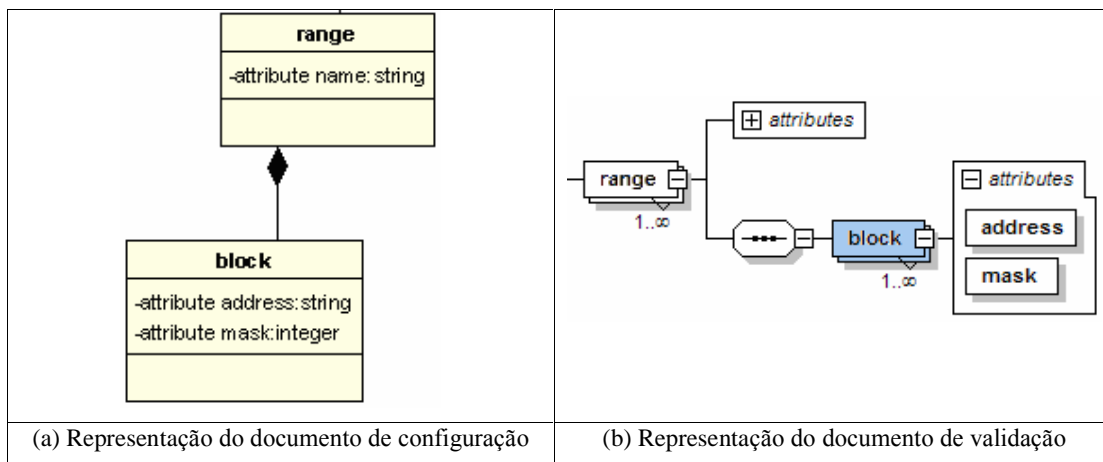 range
-attribute name:string
block
-attribute address:string
-attribute mask:integer
(a) Representação do documento de configuração
attributes
range
1..∞
block
1..∞
attributes
address
mask
(b) Representação do documento de validação